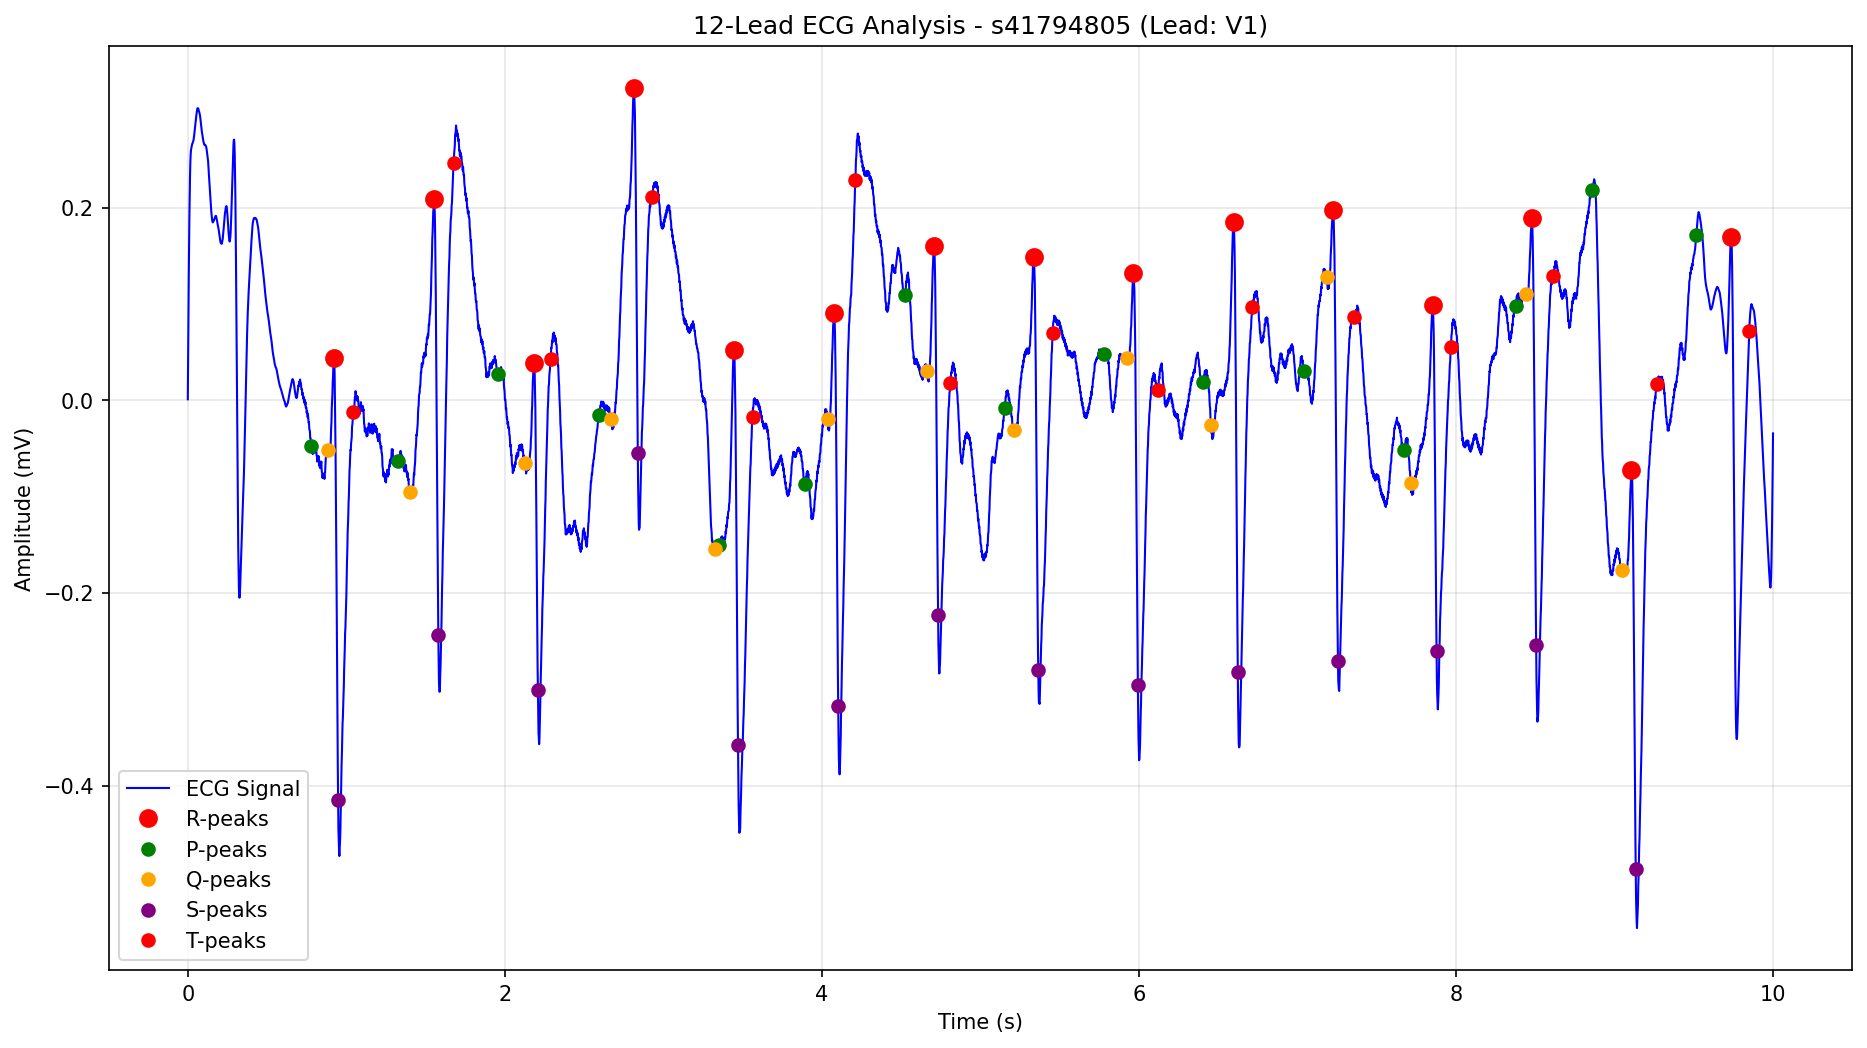 12-Lead ECG Analysis - s41794805 (Lead: V1)
Amplitude (mV)
0.2
0.0
−0.2
−0.4
ECG Signal
R-peaks
P-peaks
Q-peaks
S-peaks
T-peaks
0 2 4 6 8 10
Time (s)